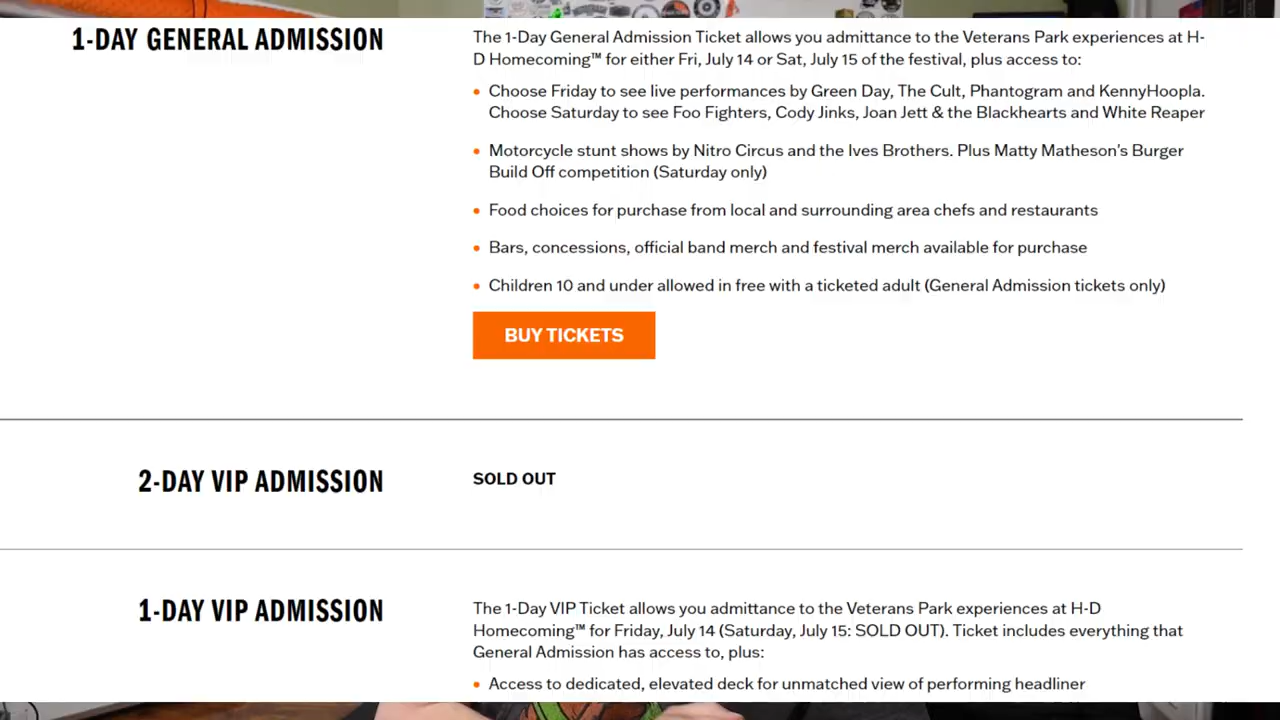 1-DAY GENERAL ADMISSION
The 1-Day General Admission Ticket allows you admittance to the Veterans Park experiences at H-
D Homecoming™ for either Fri, July 14 or Sat, July 15 of the festival, plus access to:
• Choose Friday to see live performances by Green Day, The Cult, Phantogram and KennyHoopla.
Choose Saturday to see Foo Fighters, Cody Jinks, Joan Jett & the Blackhearts and White Reaper
• Motorcycle stunt shows by Nitro Circus and the Ives Brothers. Plus Matty Matheson's Burger
Build Off competition (Saturday only)
• Food choices for purchase from local and surrounding area chefs and restaurants
• Bars, concessions, official band merch and festival merch available for purchase
• Children 10 and under allowed in free with a ticketed adult (General Admission tickets only)
BUY TICKETS
2-DAY VIP ADMISSION
SOLD OUT
1-DAY VIP ADMISSION
The 1-Day VIP Ticket allows you admittance to the Veterans Park experiences at H-D
Homecoming™ for Friday, July 14 (Saturday, July 15: SOLD OUT). Ticket includes everything that
General Admission has access to, plus:
• Access to dedicated, elevated deck for unmatched view of performing headliner